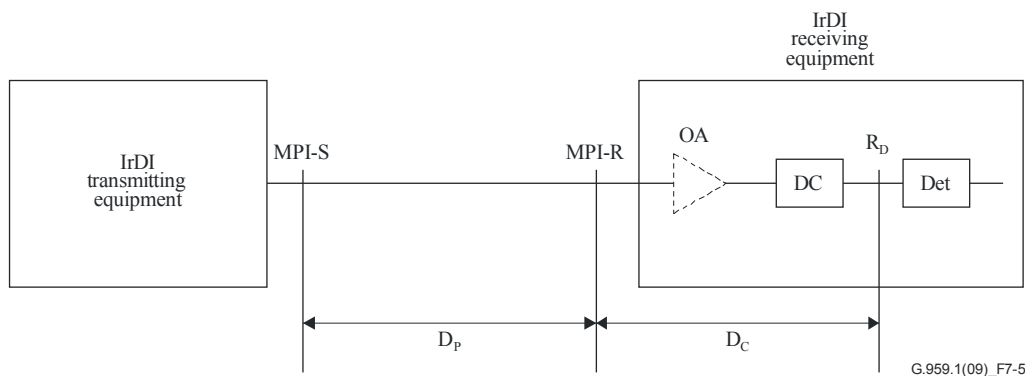 IrDI
receiving
equipment
IrDI
transmitting
equipment
MPI-S
MPI-R
OA
DC
R_D
Det
D_P
D_C
G.959.1(09)_F7-5